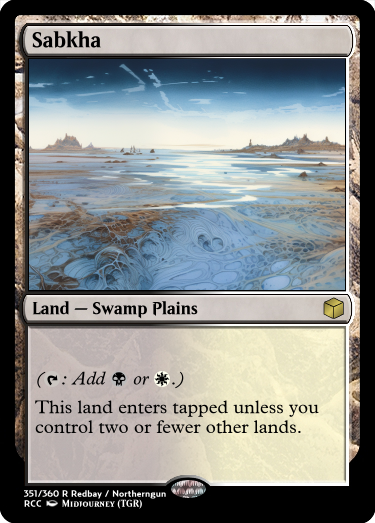 Sabkha
Land — Swamp Plains
(: Add or .)
This land enters tapped unless you
control two or fewer other lands.
351/360 R Redbay / Northerngun
RCC Midjourney (TGR)